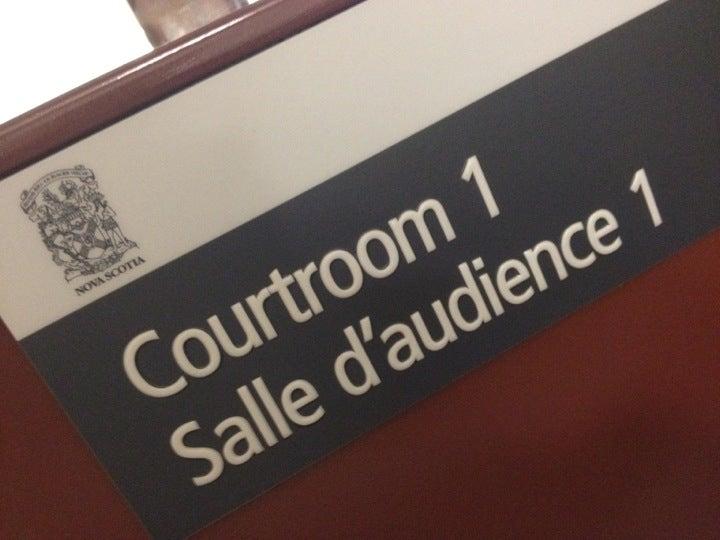 NOVA SCOTIA
Courtroom 1
Salle d'audience 1